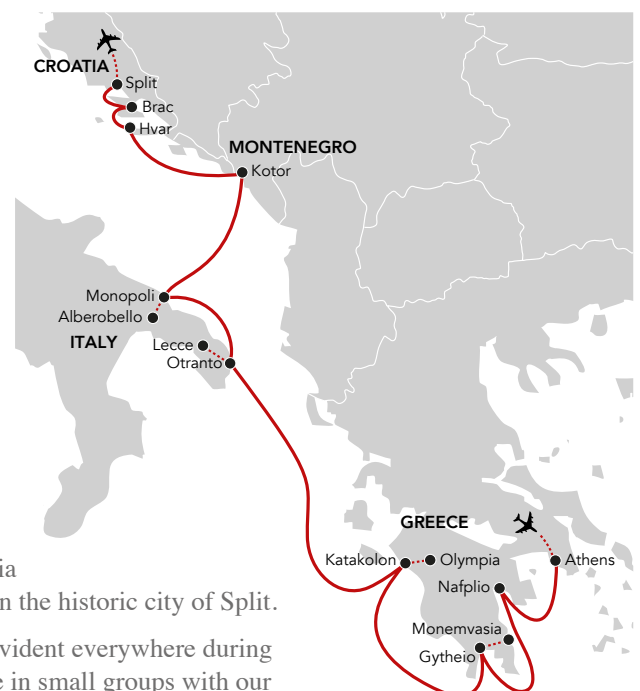 CROATIA
Split
Brac
Hvar
MONTENEGRO
Kotor
Monopoli
Alberobello
ITALY
Lecce
Otranto
GREECE
Katakolon
Olympia
Athens
Nafplio
Monemvasia
Gytheio
the historic city of Split.
evident everywhere during
in small groups with our